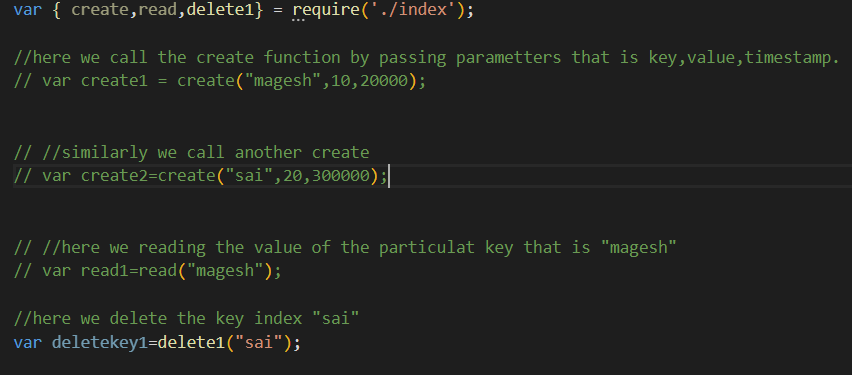 var { create,read,delete1} = require('./index');
//here we call the create function by passing parametters that is key,value,timestamp.
// var create1 = create("magesh",10,20000);
// //similarly we call another create
// var create2=create("sai",20,300000);
// //here we reading the value of the particulat key that is "magesh"
// var read1=read("magesh");
//here we delete the key index "sai"
var deletekey1=delete1("sai");